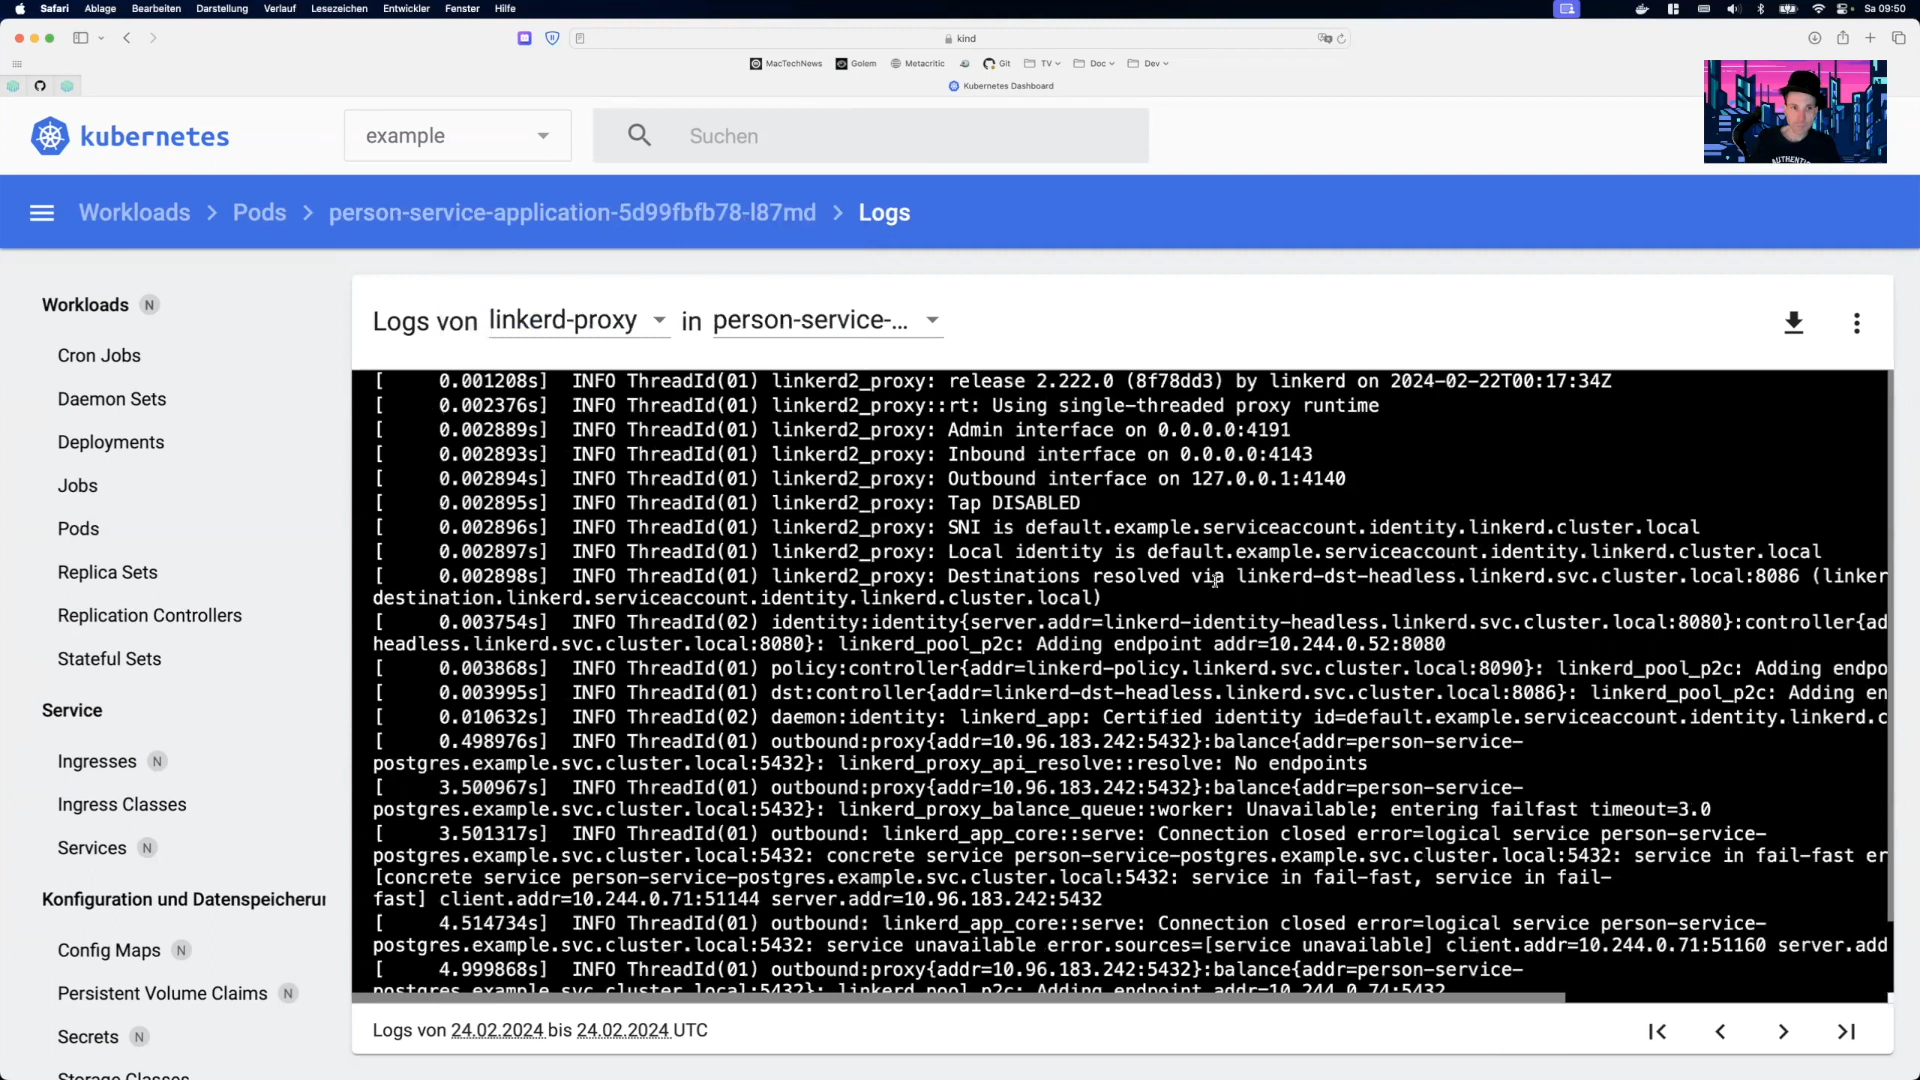 Safari Ablage Bearbeiten Darstellung Verlauf Lesezeichen Entwickler Fenster Hilfe Sa 09:50
kind
MacTechNews Golem Metacritic Git TV Doc Dev
Kubernetes Dashboard
kubernetes example Suchen
AUTHENTI
Workloads > Pods > person-service-application-5d99fbfb78-l87md > Logs
Workloads N
Cron Jobs
Daemon Sets
Deployments
Jobs
Pods
Replica Sets
Replication Controllers
Stateful Sets
Service
Ingresses N
Ingress Classes
Services N
Konfiguration und Datenspeicheru
Config Maps N
Persistent Volume Claims N
Secrets N
Storage Classes
Logs von linkerd-proxy in person-service-...
[ 0.001208s] INFO ThreadId(01) linkerd2_proxy: release 2.222.0 (8f78dd3) by linkerd on 2024-02-22T00:17:34Z
[ 0.002376s] INFO ThreadId(01) linkerd2_proxy::rt: Using single-threaded proxy runtime
[ 0.002889s] INFO ThreadId(01) linkerd2_proxy: Admin interface on 0.0.0.0:4191
[ 0.002893s] INFO ThreadId(01) linkerd2_proxy: Inbound interface on 0.0.0.0:4143
[ 0.002894s] INFO ThreadId(01) linkerd2_proxy: Outbound interface on 127.0.0.1:4140
[ 0.002895s] INFO ThreadId(01) linkerd2_proxy: Tap DISABLED
[ 0.002896s] INFO ThreadId(01) linkerd2_proxy: SNI is default.example.serviceaccount.identity.linkerd.cluster.local
[ 0.002897s] INFO ThreadId(01) linkerd2_proxy: Local identity is default.example.serviceaccount.identity.linkerd.cluster.local
[ 0.002898s] INFO ThreadId(01) linkerd2_proxy: Destinations resolved via linkerd-dst-headless.linkerd.svc.cluster.local:8086 (linker
destination.linkerd.serviceaccount.identity.linkerd.cluster.local)
[ 0.003754s] INFO ThreadId(02) identity:identity{server.addr=linkerd-identity-headless.linkerd.svc.cluster.local:8080}:controller{ad
headless.linkerd.svc.cluster.local:8080}: linkerd_pool_p2c: Adding endpoint addr=10.244.0.52:8080
[ 0.003868s] INFO ThreadId(01) policy:controller{addr=linkerd-policy.linkerd.svc.cluster.local:8090}: linkerd_pool_p2c: Adding endpo
[ 0.003995s] INFO ThreadId(01) dst:controller{addr=linkerd-dst-headless.linkerd.svc.cluster.local:8086}: linkerd_pool_p2c: Adding en
[ 0.010632s] INFO ThreadId(02) daemon:identity: linkerd_app: Certified identity id=default.example.serviceaccount.identity.linkerd.c
[ 0.498976s] INFO ThreadId(01) outbound:proxy{addr=10.96.183.242:5432}:balance{addr=person-service-
postgres.example.svc.cluster.local:5432}: linkerd_proxy_api_resolve::resolve: No endpoints
[ 3.500967s] INFO ThreadId(01) outbound:proxy{addr=10.96.183.242:5432}:balance{addr=person-service-
postgres.example.svc.cluster.local:5432}: linkerd_proxy_balance_queue::worker: Unavailable; entering failfast timeout=3.0
[ 3.501317s] INFO ThreadId(01) outbound: linkerd_app_core::serve: Connection closed error=logical service person-service-
postgres.example.svc.cluster.local:5432: concrete service person-service-postgres.example.svc.cluster.local:5432: service in fail-fast er
[concrete service person-service-postgres.example.svc.cluster.local:5432: service in fail-fast, service in fail-
fast] client.addr=10.244.0.71:51144 server.addr=10.96.183.242:5432
[ 4.514734s] INFO ThreadId(01) outbound: linkerd_app_core::serve: Connection closed error=logical service person-service-
postgres.example.svc.cluster.local:5432: service unavailable error.sources=[service unavailable] client.addr=10.244.0.71:51160 server.add
[ 4.999868s] INFO ThreadId(01) outbound:proxy{addr=10.96.183.242:5432}:balance{addr=person-service-
postgres.example.svc.cluster.local:5432}: linkerd_pool_p2c: Adding endpoint addr=10.244.0.74:5432
Logs von 24.02.2024 bis 24.02.2024 UTC